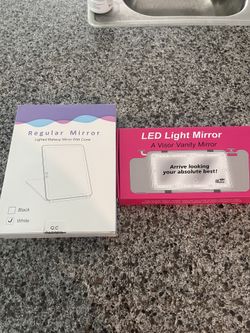 Regular Mirror
Lighted Makeup Mirror With Cover
Black
White
QC
LED Light Mirror
A Visor Vanity Mirror
Arrive looking
your absolute best!